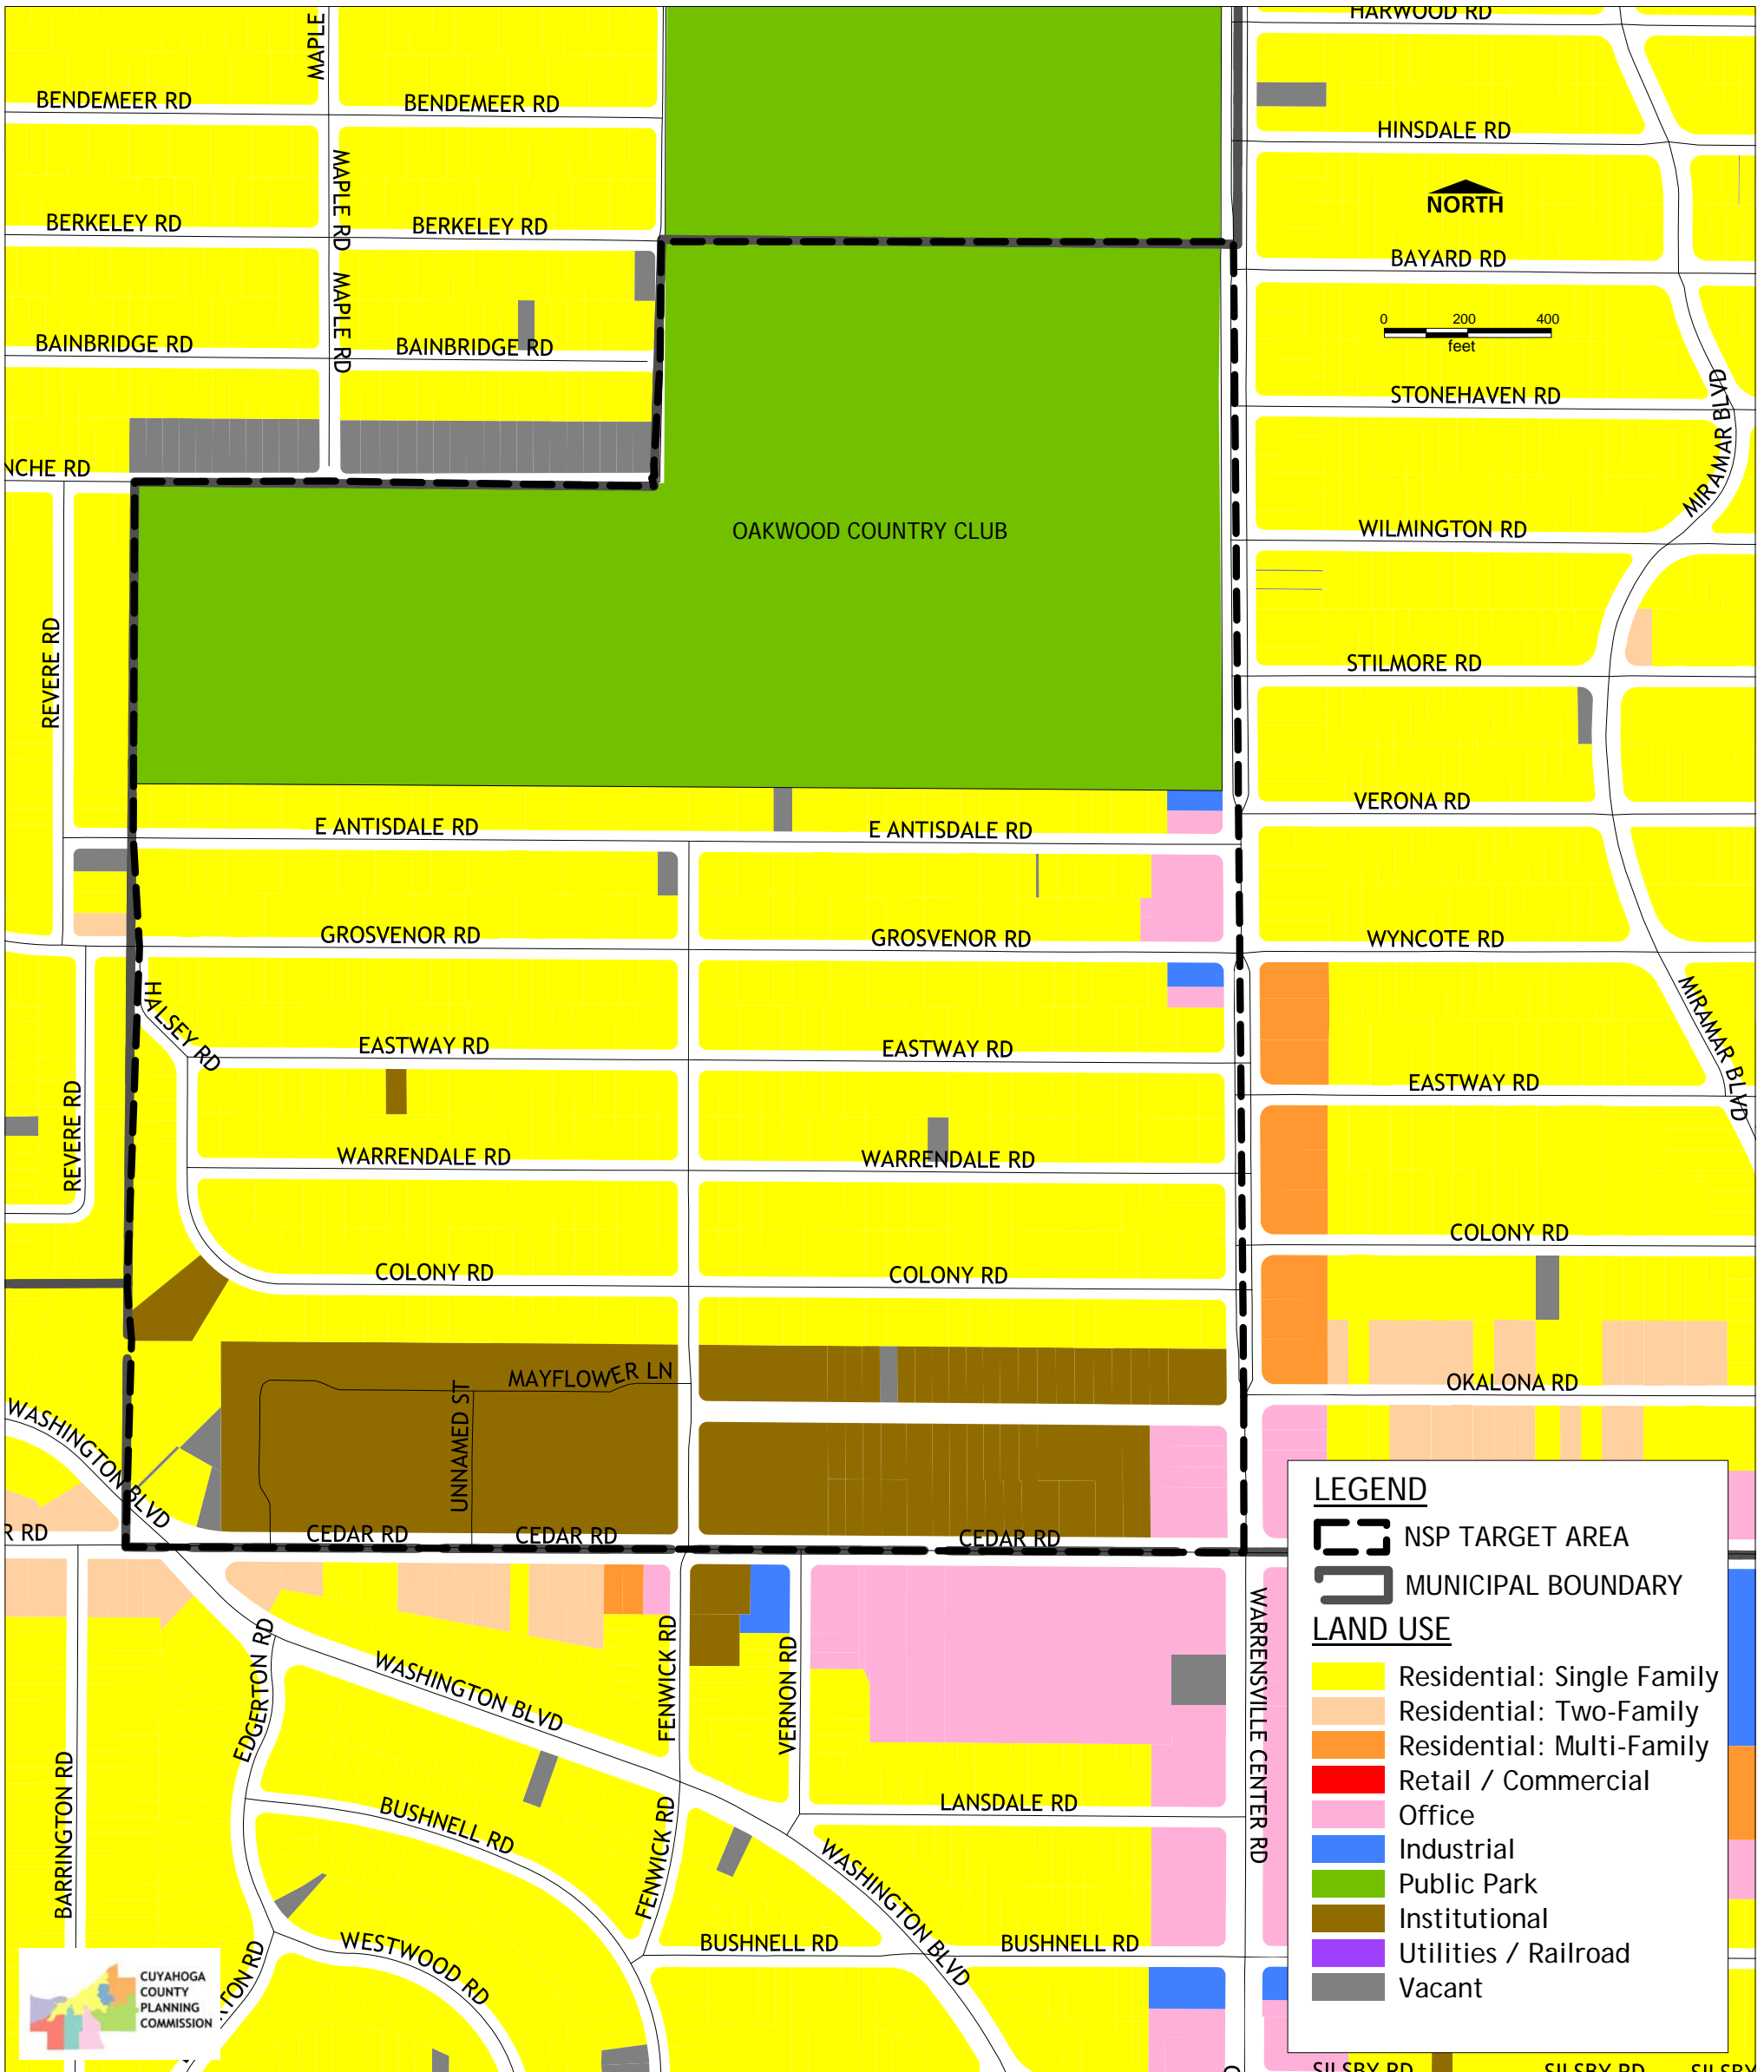 HARWOOD RD
MAPLE
BENDEMEER RD
BENDEMEER RD
HINSDALE RD
MAPLE RD
NORTH
BERKELEY RD
BERKELEY RD
BAYARD RD
MAPLE RD
0 200 400
feet
BAINBRIDGE RD
BAINBRIDGE RD
STONEHAVEN RD
MIRAMAR BLVD
NCHE RD
OAKWOOD COUNTRY CLUB
WILMINGTON RD
REVERE RD
STILMORE RD
VERONA RD
E ANTISDALE RD
E ANTISDALE RD
GROSVENOR RD
GROSVENOR RD
WYNCOTE RD
HALSEY RD
MIRAMAR BLVD
EASTWAY RD
EASTWAY RD
EASTWAY RD
REVERE RD
WARRENDALE RD
WARRENDALE RD
COLONY RD
COLONY RD
COLONY RD
MAYFLOWER LN
OKALONA RD
WASHINGTON BLVD
UNNAMED ST
R RD
CEDAR RD
CEDAR RD
CEDAR RD
LEGEND
NSP TARGET AREA
MUNICIPAL BOUNDARY
LAND USE
Residential: Single Family
Residential: Two-Family
Residential: Multi-Family
Retail / Commercial
Office
Industrial
Public Park
Institutional
Utilities / Railroad
Vacant
EDGERTON RD
WASHINGTON BLVD
FENWICK RD
VERNON RD
WARRENSVILLE CENTER RD
BARRINGTON RD
BUSHNELL RD
FENWICK RD
LANSDALE RD
WASHINGTON BLVD
WESTWOOD RD
BUSHNELL RD
BUSHNELL RD
TON RD
CUYAHOGA
COUNTY
PLANNING
COMMISSION
SILSBY RD
SILSBY RD
SILSBY